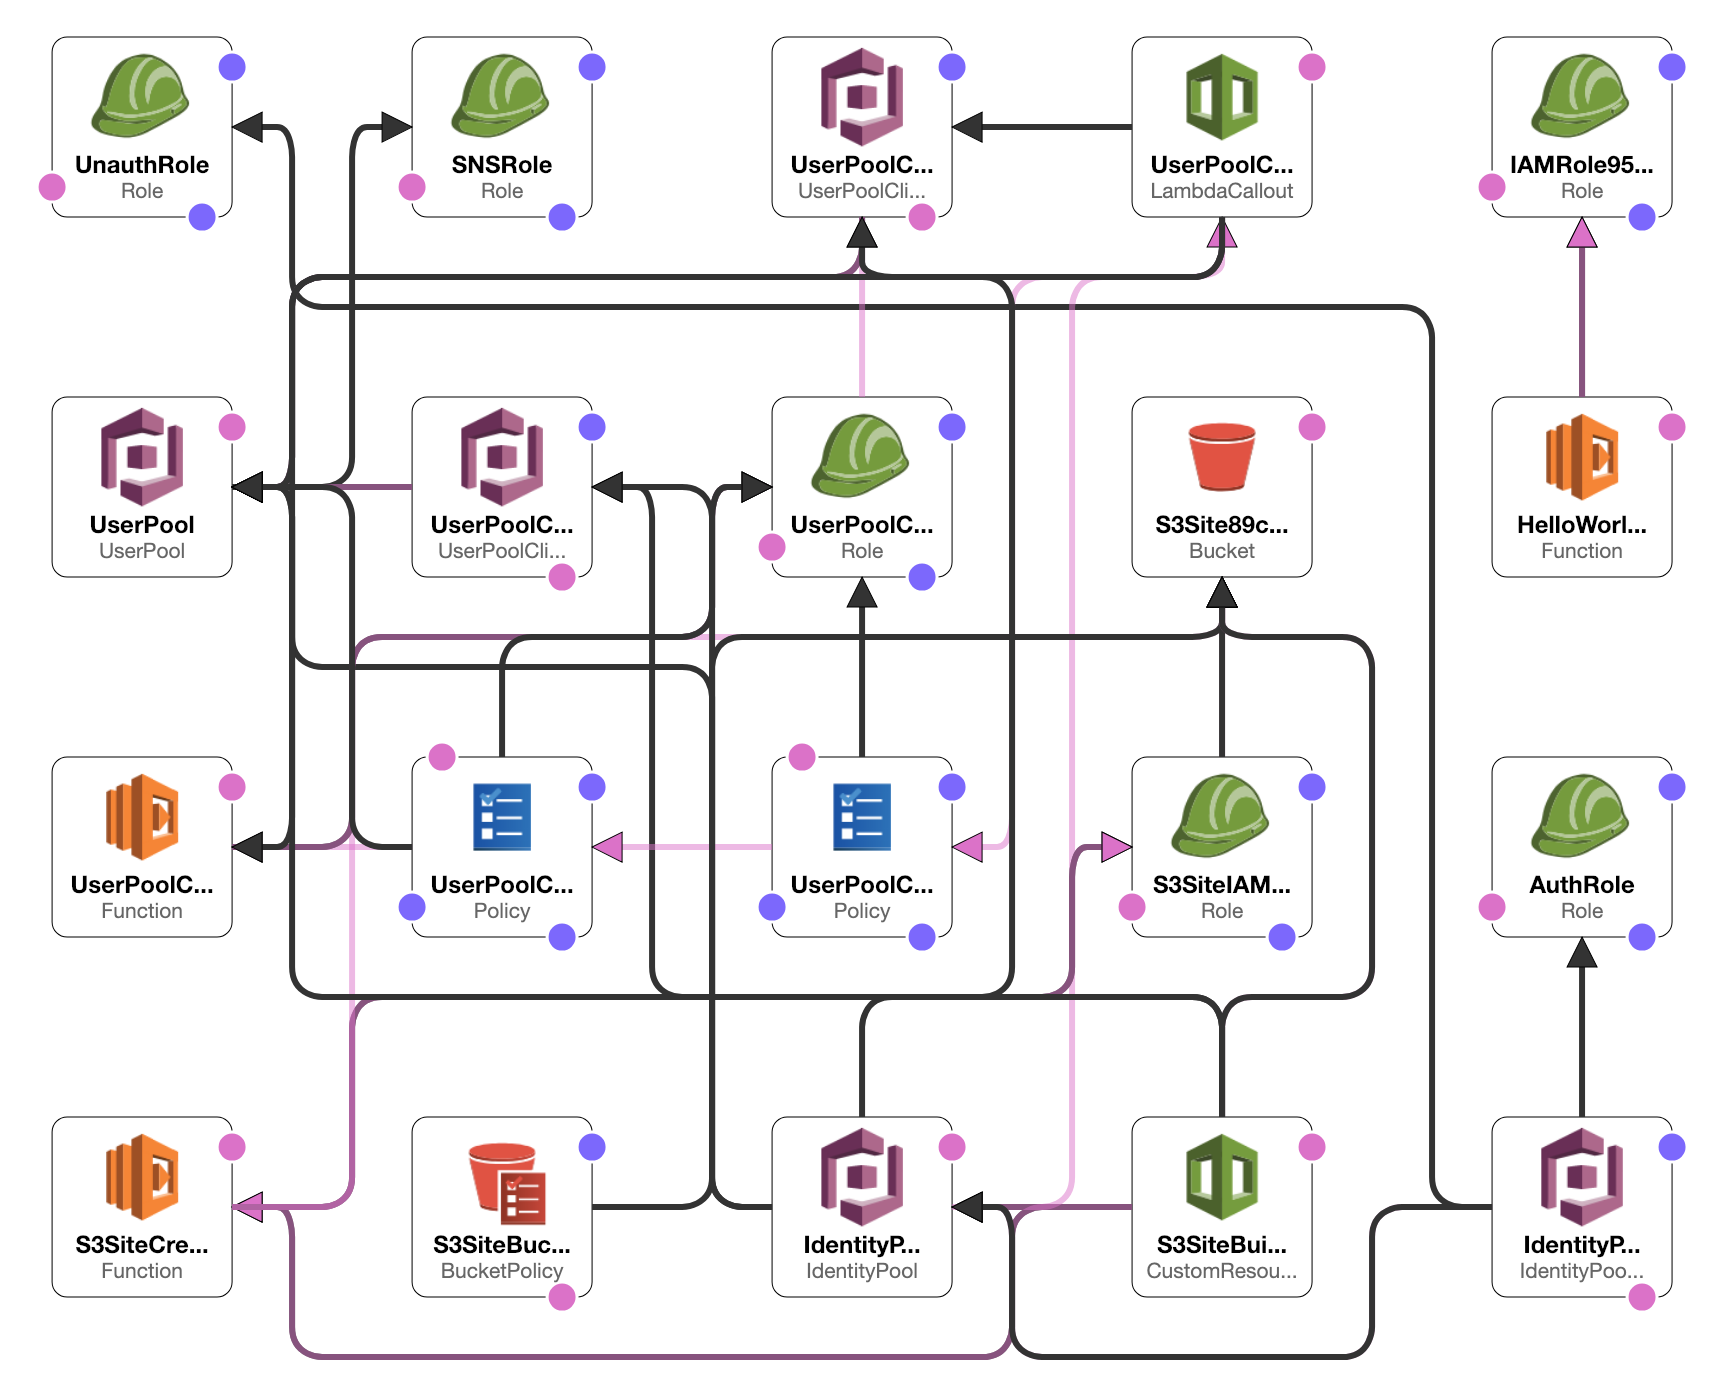 UnauthRole
Role
SNSRole
Role
UserPoolC...
UserPoolCli...
UserPoolC...
LambdaCallout
IAMRole95...
Role
UserPool
UserPool
UserPoolC...
UserPoolCli...
UserPoolC...
Role
S3Site89c...
Bucket
HelloWorl...
Function
UserPoolC...
Function
UserPoolC...
Policy
UserPoolC...
Policy
S3SiteIAM...
Role
AuthRole
Role
S3SiteCre...
Function
S3SiteBuc...
BucketPolicy
IdentityP...
IdentityPool
S3SiteBui...
CustomResou...
IdentityP...
IdentityPoo...